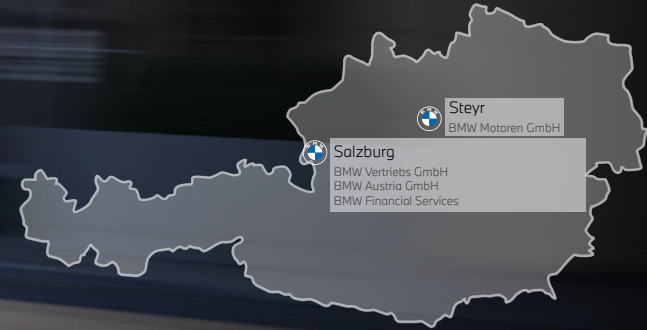 Steyr
BMW Motoren GmbH
Salzburg
BMW Vertriebs GmbH
BMW Austria GmbH
BMW Financial Services